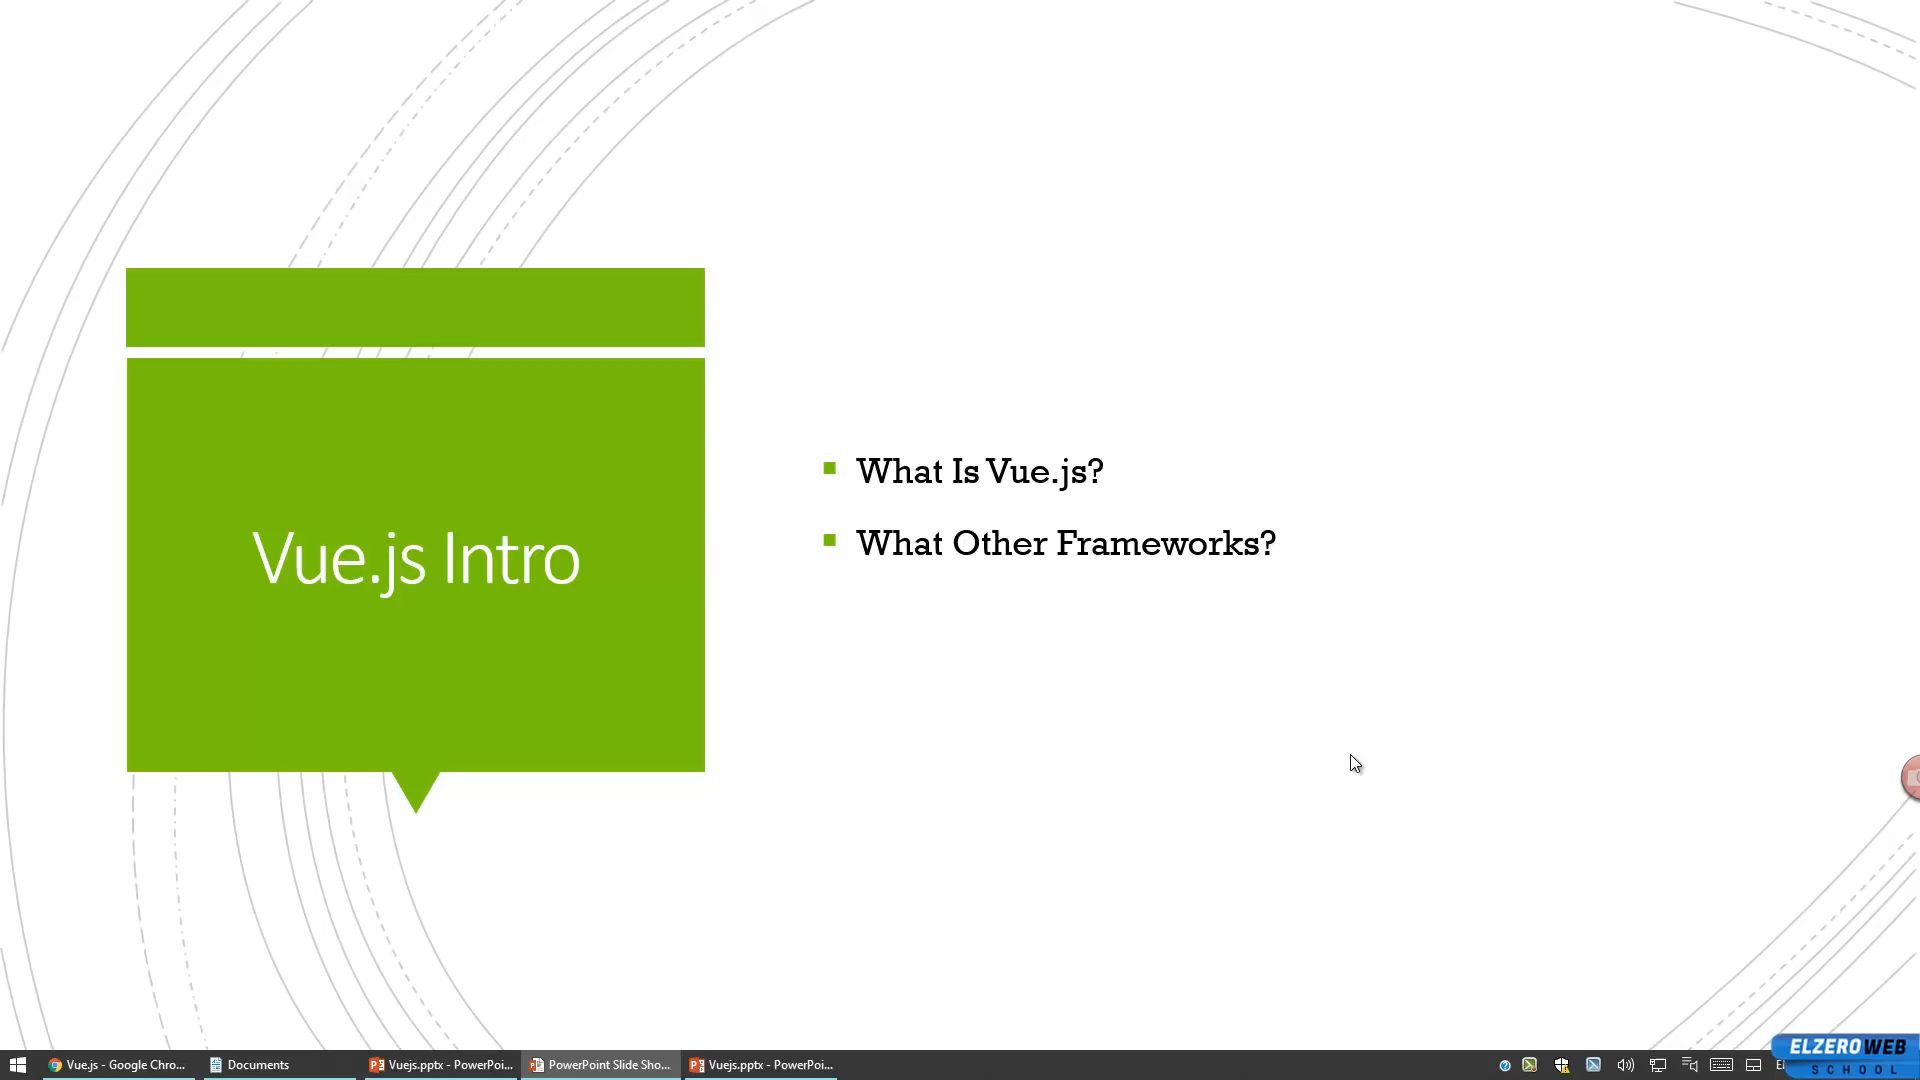 What Is Vue.js?
What Other Frameworks?
Vue.js Intro
Vue.js - Google Chro...
Documents
Vuejs.pptx - PowerPoi...
PowerPoint Slide Sho...
Vuejs.pptx - PowerPoi...
ELZERO WEB
SCHOOL